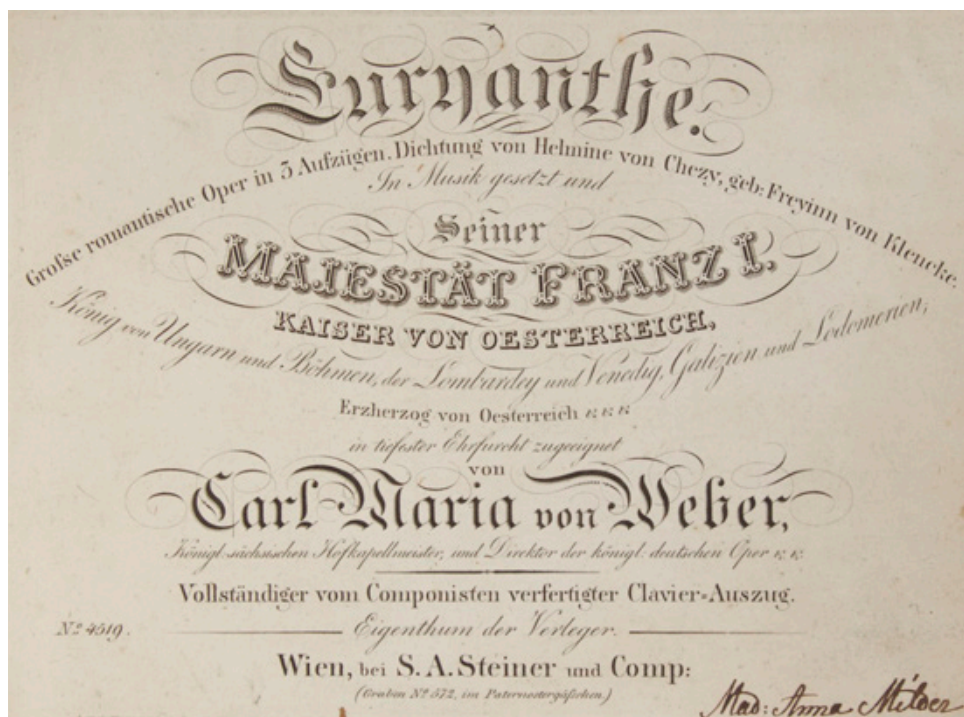 Euryanthe.
Grofse romantische Oper in 3 Aufzügen. Dichtung von Helmine von Chezy, geb: Freyinn von Klencke.
In Musik gesetzt und
Seiner
MAJESTÄT FRANZ I.
KAISER VON OESTERREICH,
König von Ungarn und Böhmen, der Lombardey und Venedig, Galizien und Lodomerien,
Erzherzog von Oesterreich &c &c &c
in tiefester Ehrfurcht zugeeignet
von
Carl Maria von Weber,
Königl. sächsischen Hofkapellmeister, und Direktor der königl. deutschen Oper &c &c.
Vollständiger vom Componisten verfertigter Clavier=Auszug.
No 4519.
Eigenthum der Verleger.
Wien, bei S. A. Steiner und Comp:
(Graben No 572, im Paternostergäfschen.)
Mad: Anna Milder